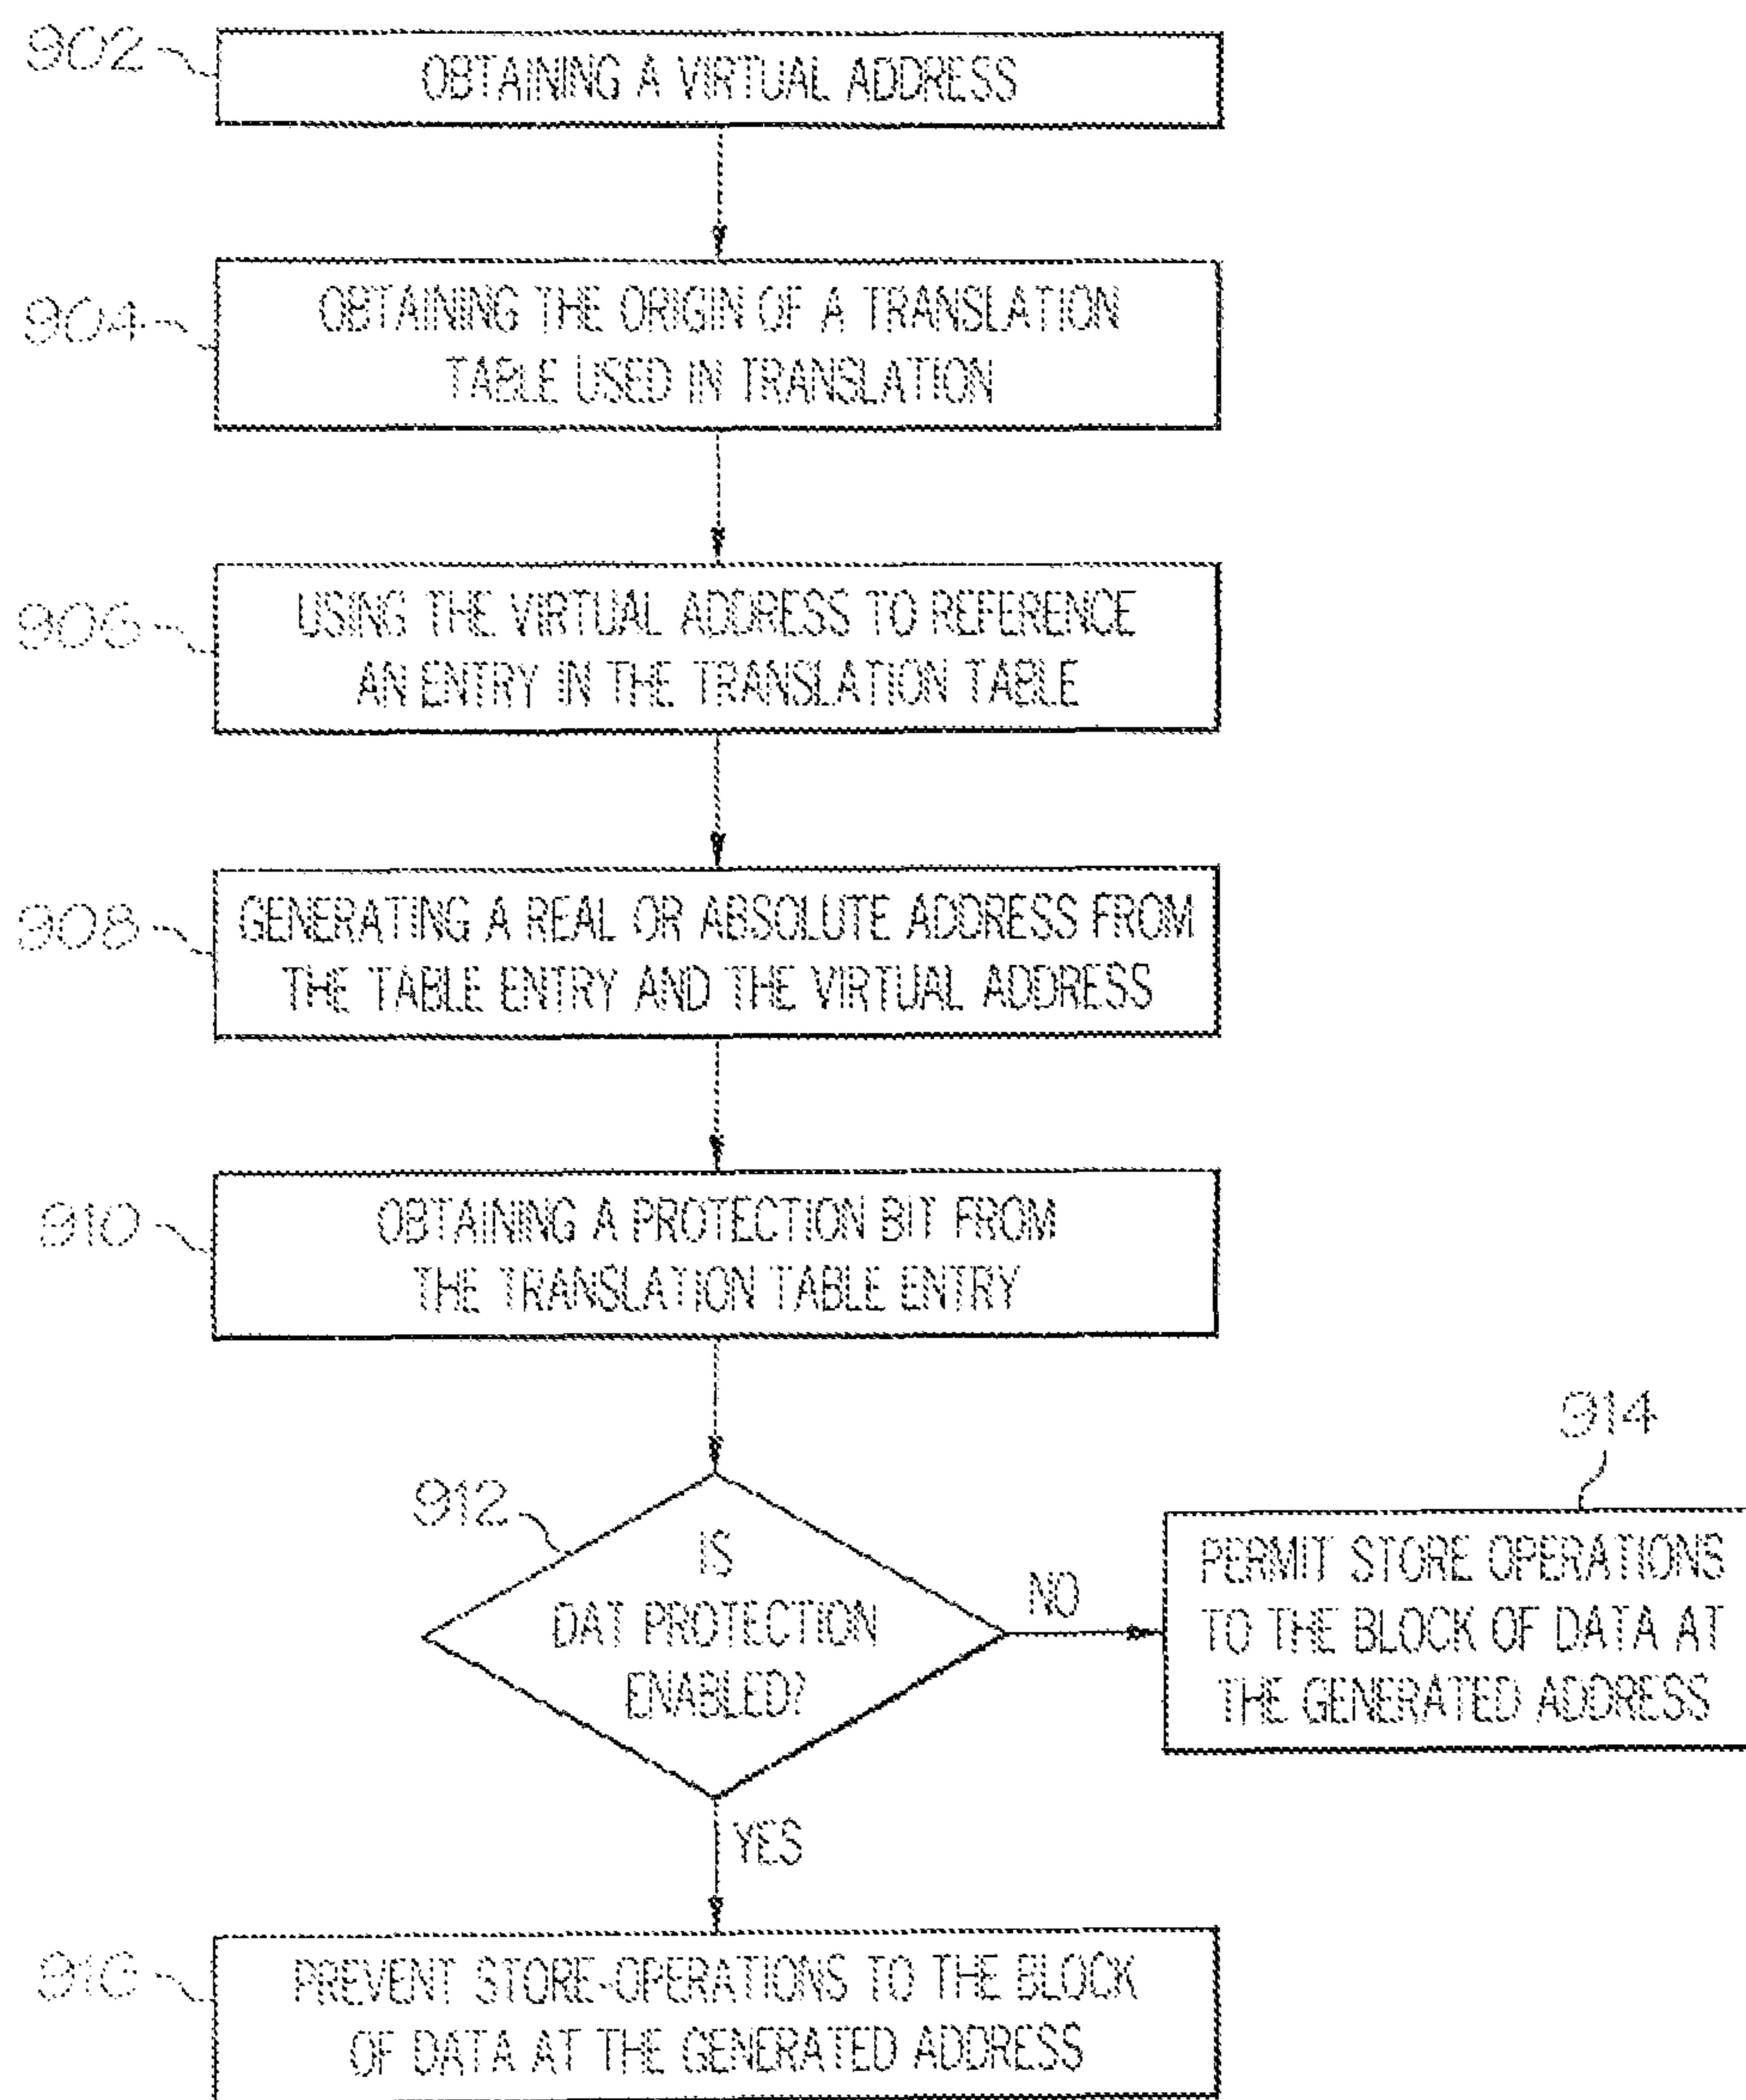 902
OBTAINING A VIRTUAL ADDRESS
904
OBTAINING THE ORIGIN OF A TRANSLATION
TABLE USED IN TRANSLATION
906
USING THE VIRTUAL ADDRESS TO REFERENCE
AN ENTRY IN THE TRANSLATION TABLE
908
GENERATING A REAL OR ABSOLUTE ADDRESS FROM
THE TABLE ENTRY AND THE VIRTUAL ADDRESS
910
OBTAINING A PROTECTION BIT FROM
THE TRANSLATION TABLE ENTRY
912
IS
DAT PROTECTION
ENABLED?
NO
914
PERMIT STORE OPERATIONS
TO THE BLOCK OF DATA AT
THE GENERATED ADDRESS
YES
916
PREVENT STORE-OPERATIONS TO THE BLOCK
OF DATA AT THE GENERATED ADDRESS